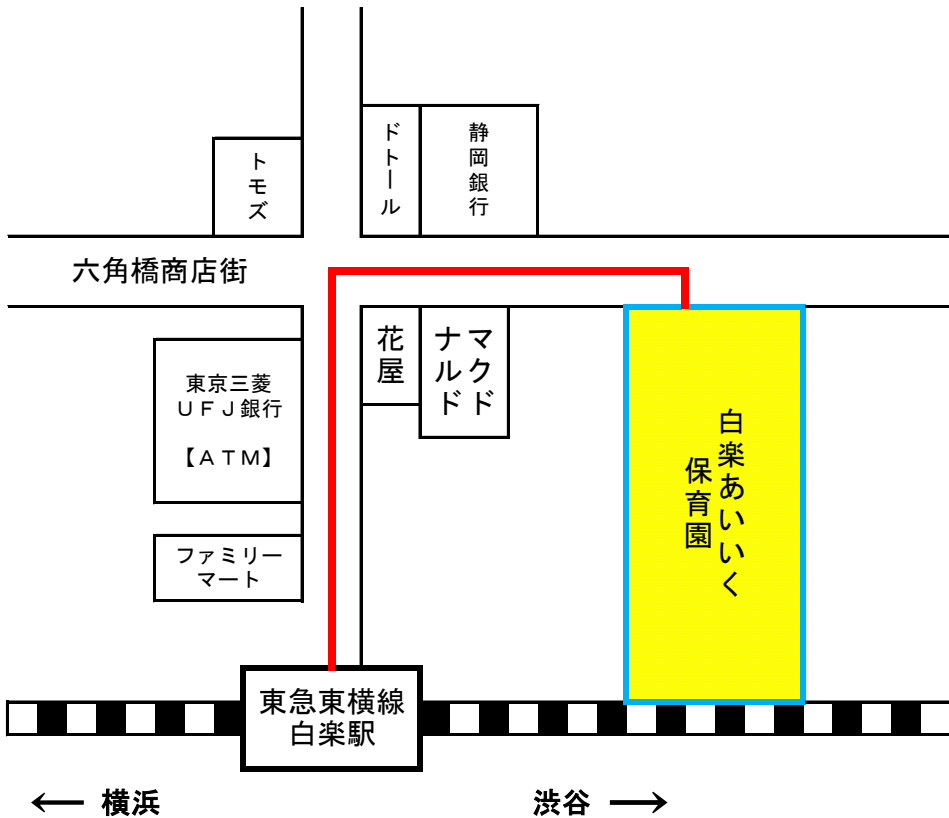 トモズ
ドトール
静岡銀行
六角橋商店街
花屋
マクド
ナルド
東京三菱
ＵＦＪ銀行
【ＡＴＭ】
ファミリー
マート
白楽あいいく
保育園
東急東横線
白楽駅
← 横浜
渋谷 →